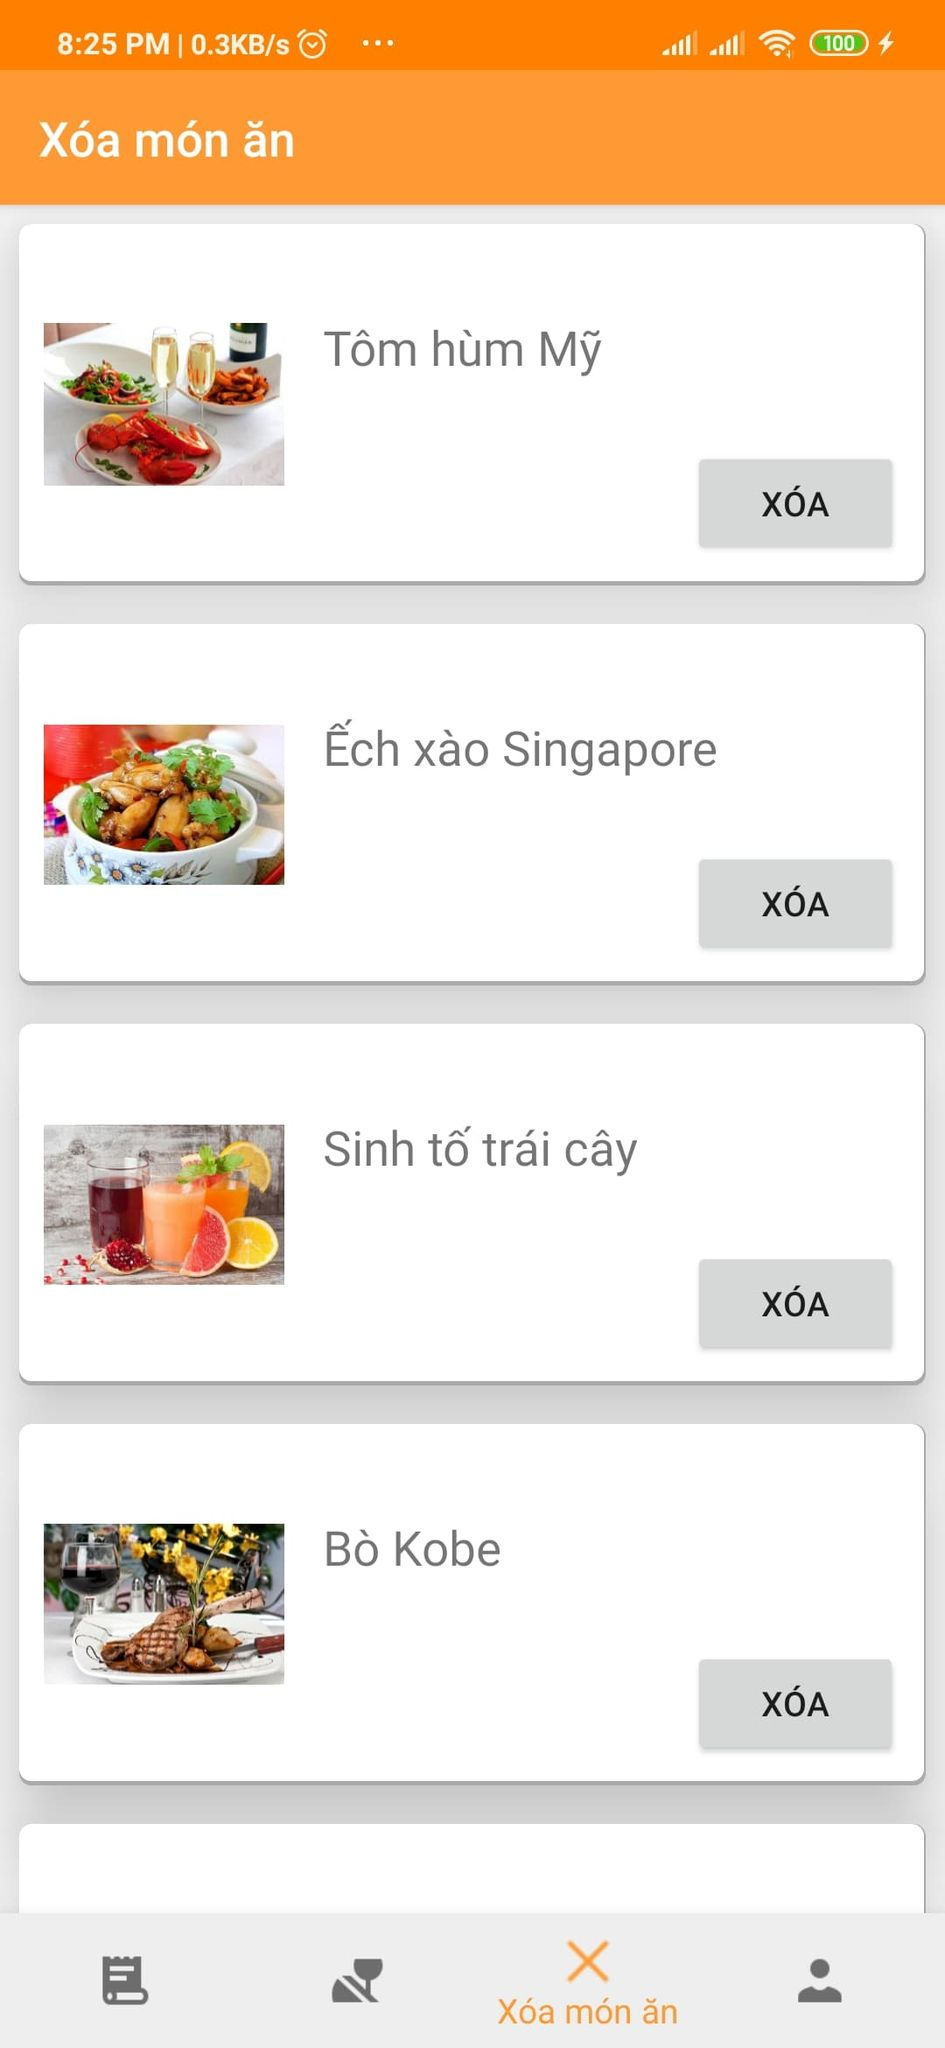 8:25 PM | 0.3KB/s ... 100
Xóa món ăn
Tôm hùm Mỹ
XÓA
Ếch xào Singapore
XÓA
Sinh tố trái cây
XÓA
Bò Kobe
XÓA
Xóa món ăn